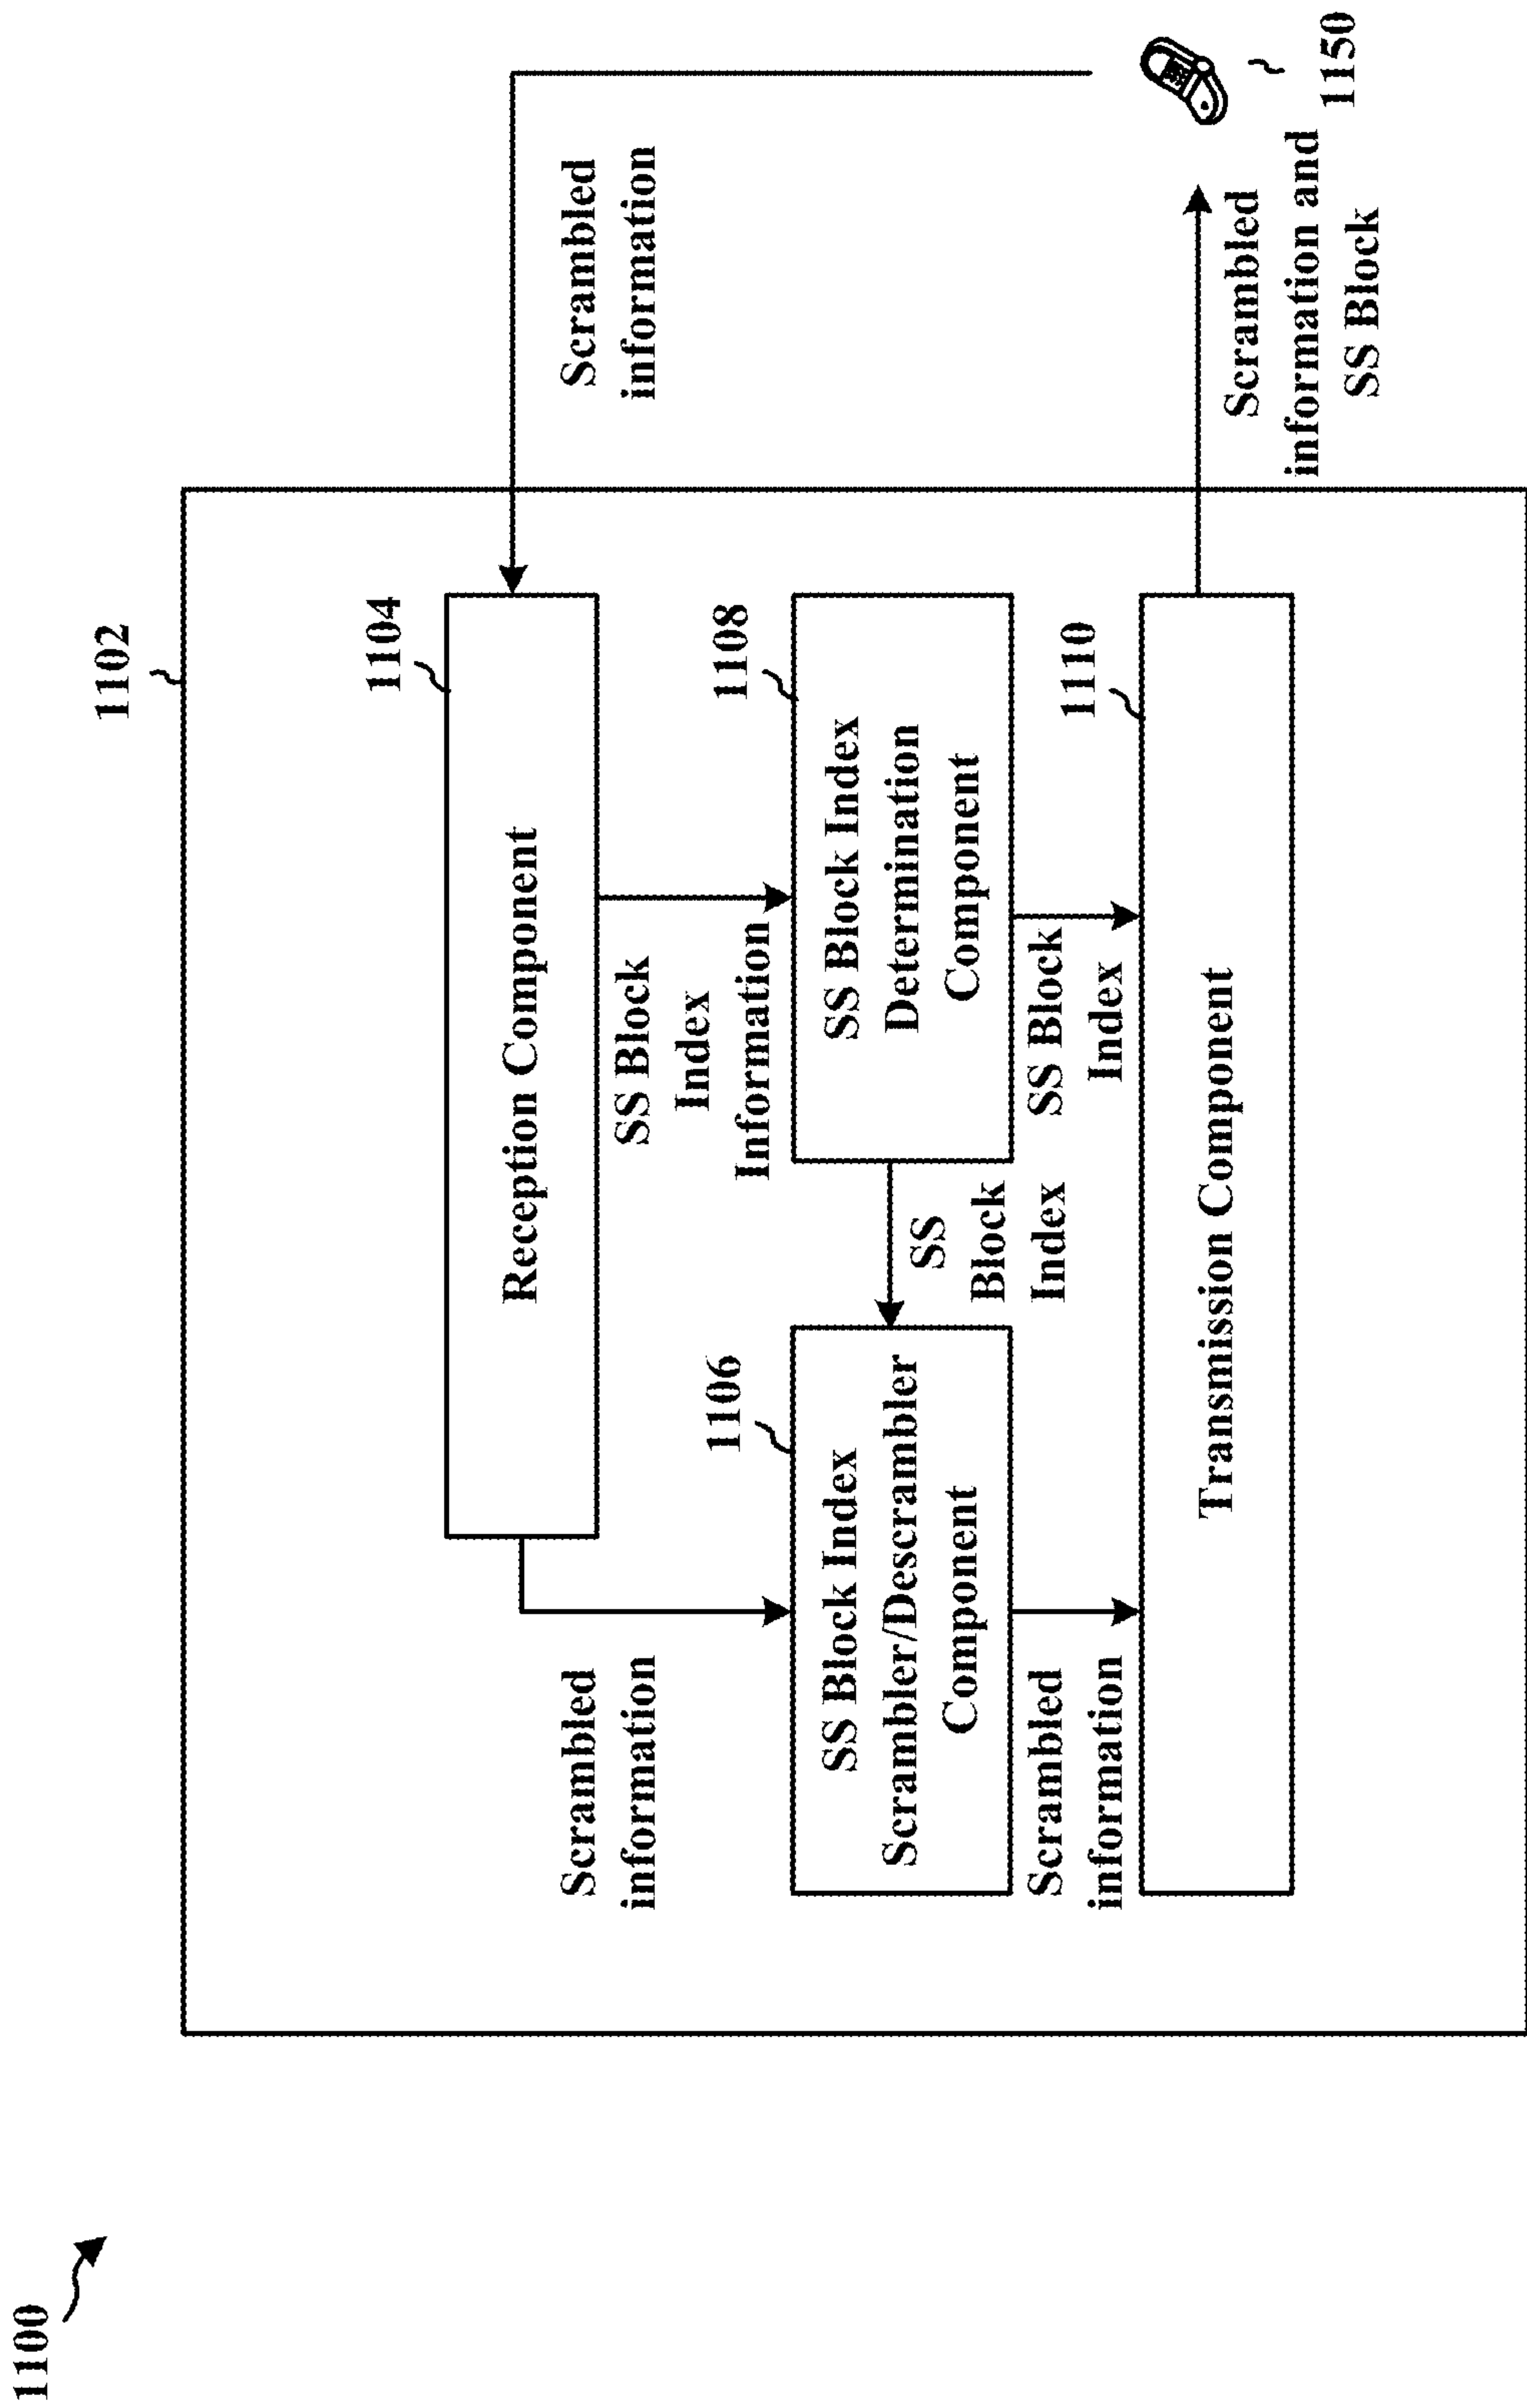 1100
1102
1104
Reception Component
Scrambled
information
Scrambled
information
SS Block
Index
Information
1106
SS Block Index
Scrambler/Descrambler
Component
SS
Block
Index
1108
SS Block Index
Determination
Component
Scrambled
information
SS Block
Index
1110
Transmission Component
Scrambled
information and
SS Block
1150